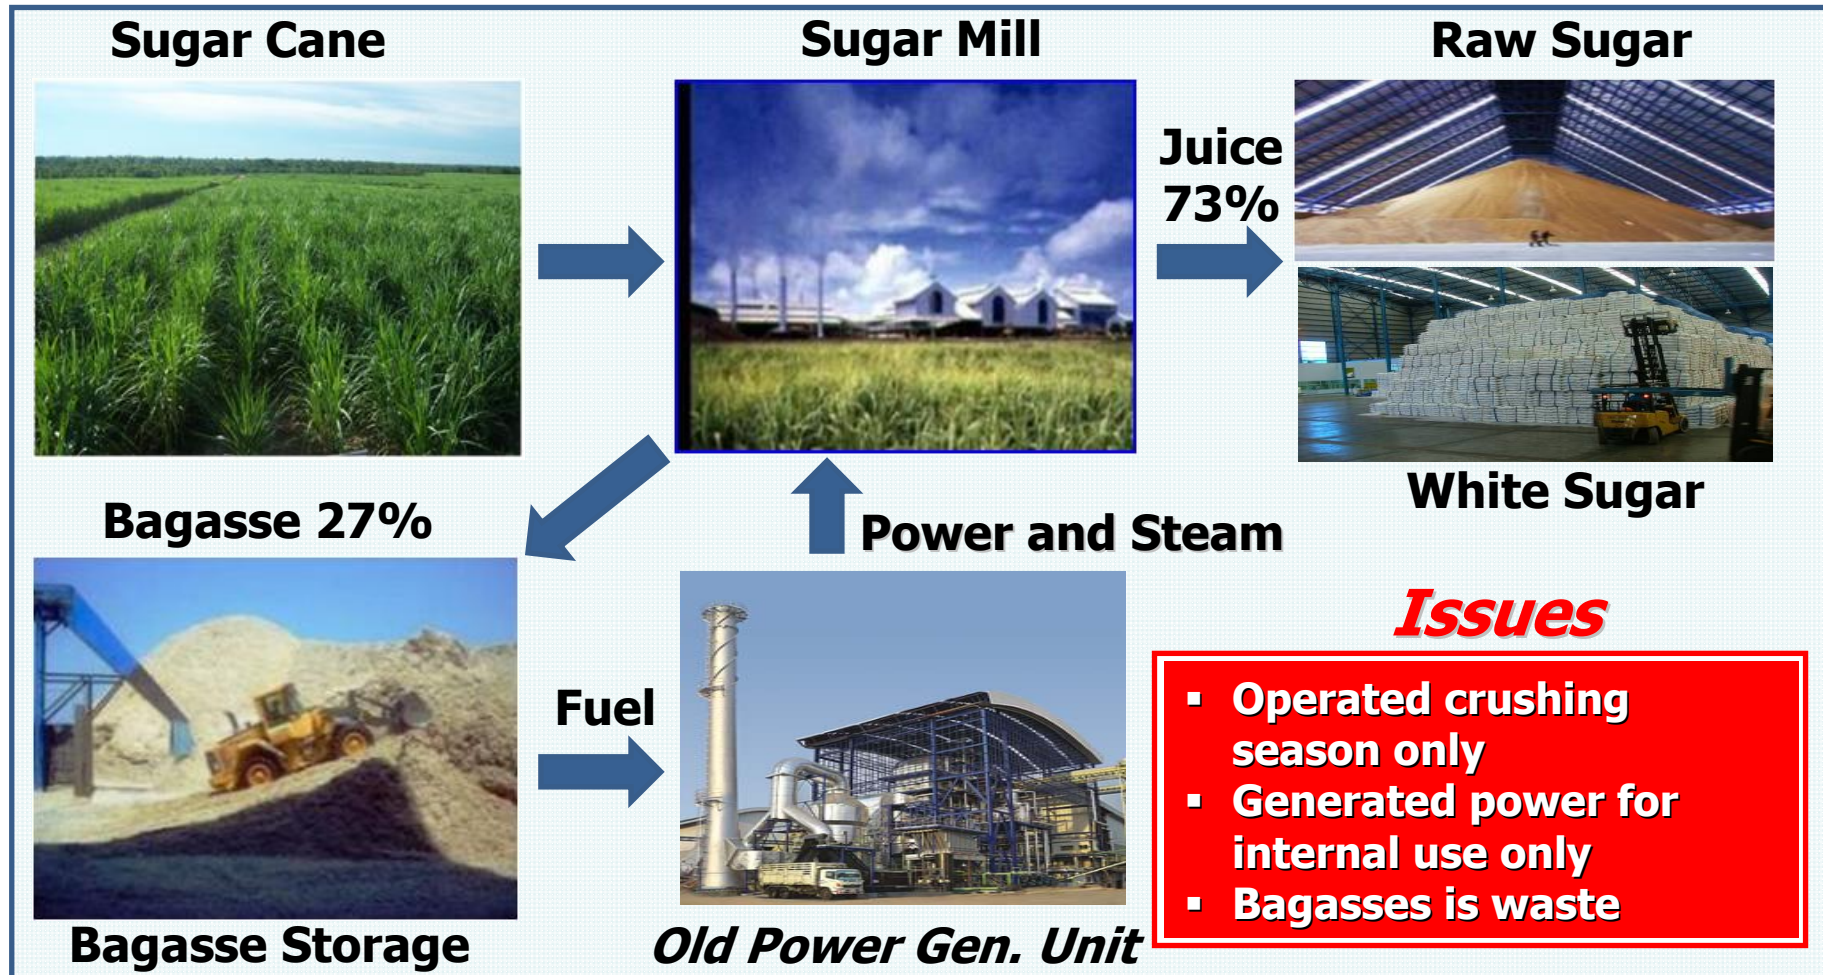 Sugar Cane
Sugar Mill
Raw Sugar
Juice
73%
White Sugar
Bagasse 27%
Power and Steam
Fuel
Bagasse Storage
Old Power Gen. Unit
Issues
▪ Operated crushing
season only
▪ Generated power for
internal use only
▪ Bagasses is waste